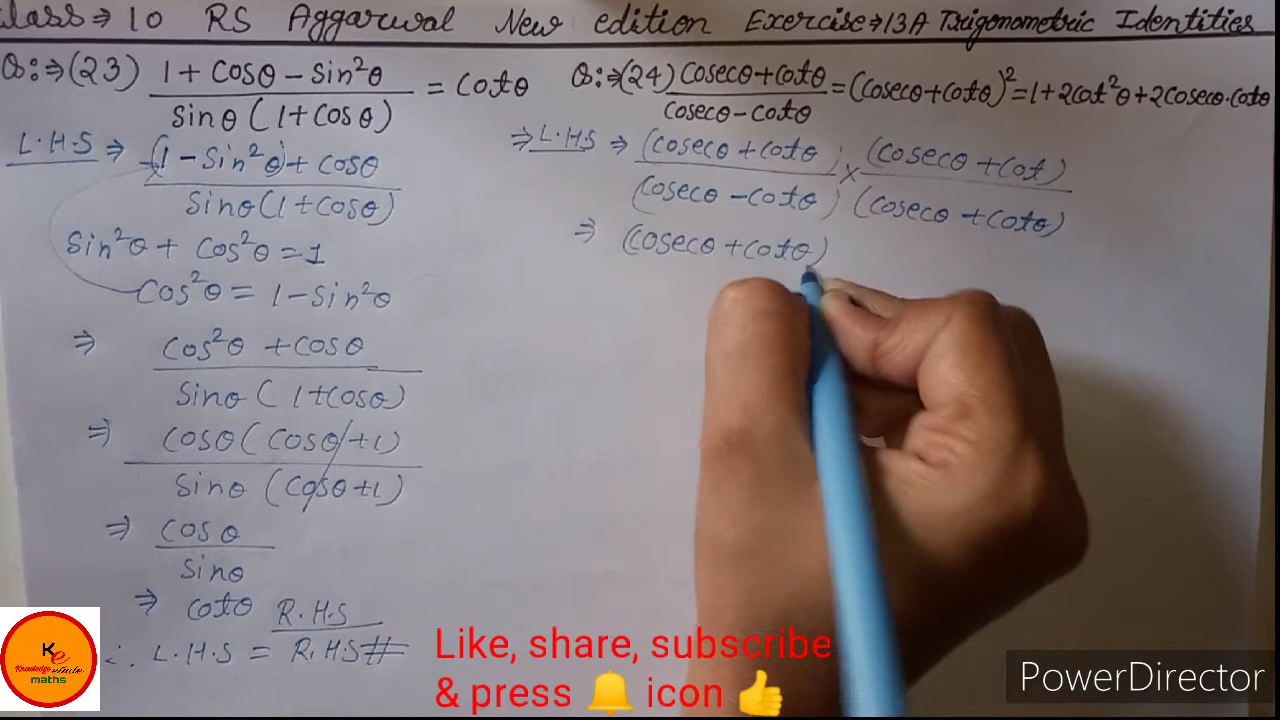 Class⇒10 RS Aggarwal New edition Exercise⇒13A Trigonometric Identities
Q:⇒(23) (1+cosθ−sin²θ)/(sinθ(1+cosθ)) = cotθ
L.H.S ⇒ ((1−sin²θ)+cosθ)/(sinθ(1+cosθ))
sin²θ + cos²θ = 1
cos²θ = 1−sin²θ
⇒ (cos²θ+cosθ)/(sinθ(1+cosθ))
⇒ (cosθ(cosθ+1))/(sinθ(cosθ+1))
⇒ cosθ/sinθ
⇒ cotθ R.H.S
∴ L.H.S = R.H.S#
Q:⇒(24) (cosecθ+cotθ)/(cosecθ−cotθ) = (cosecθ+cotθ)² = 1+2cot²θ+2cosecθ.cotθ
⇒ L.H.S ⇒ (cosecθ+cotθ)/(cosecθ−cotθ) × (cosecθ+cot)/(cosecθ+cotθ)
⇒ (cosecθ+cotθ)
Ke
Knowledge
maths
Like, share, subscribe
& press 🔔 icon 👍
PowerDirector